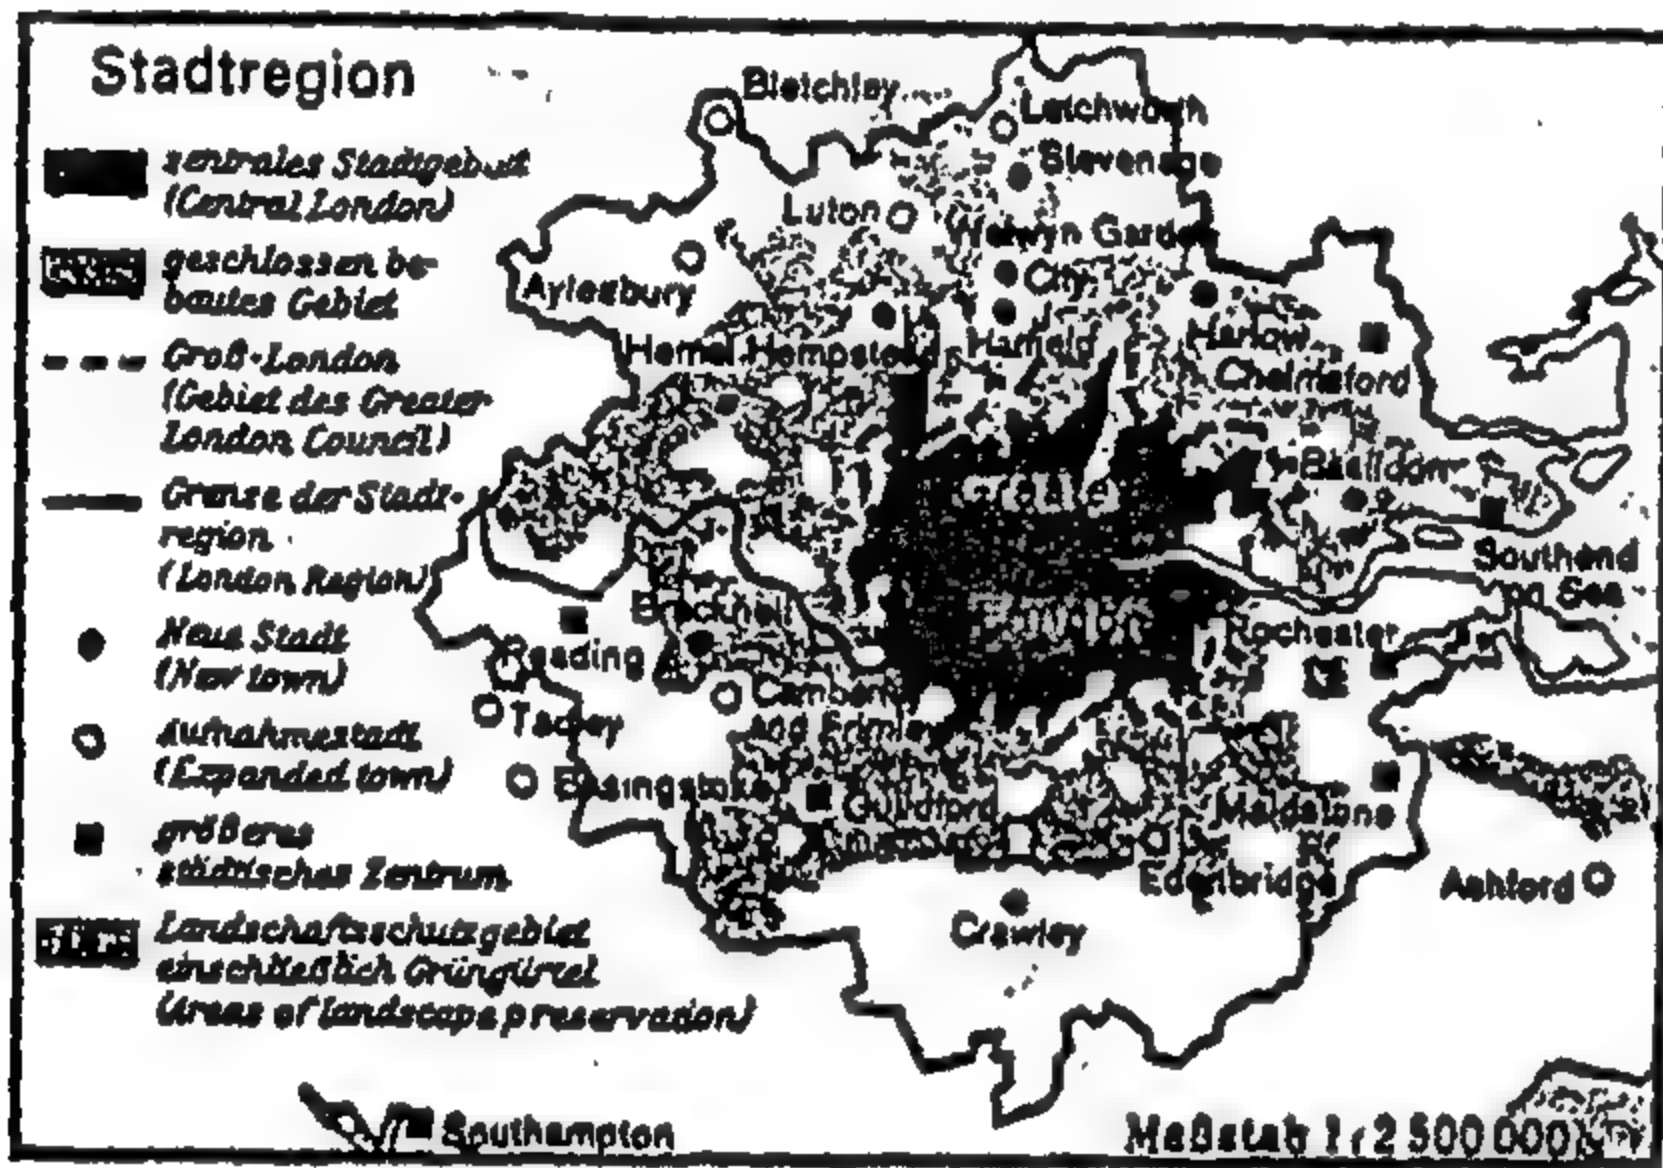 Stadtregion
zentrales Stadtgebiet
(Central London)
geschlossen be-
bautes Gebiet
Groß-London
(Gebiet des Greater
London Council)
Grenze der Stadt-
region
(London Region)
Neue Stadt
(New town)
Aufnahmestadt
(Expanded town)
größeres
städtisches Zentrum
Landschaftsschutzgebiet
einschließlich Grüngürtel
(Areas of landscape preservation)
Bletchley
Letchworth
Stevenage
Luton
Welwyn Garden
City
Aylesbury
Hemel Hempstead
Hatfield
Harlow
Chelmsford
Basildon
Southend
on Sea
Bracknell
Reading
Rochester
Tadley
Camberley
and Frimley
Basingstoke
Guildford
Maidstone
Edenbridge
Ashford
Crawley
Southampton
Maßstab 1:2 500 000